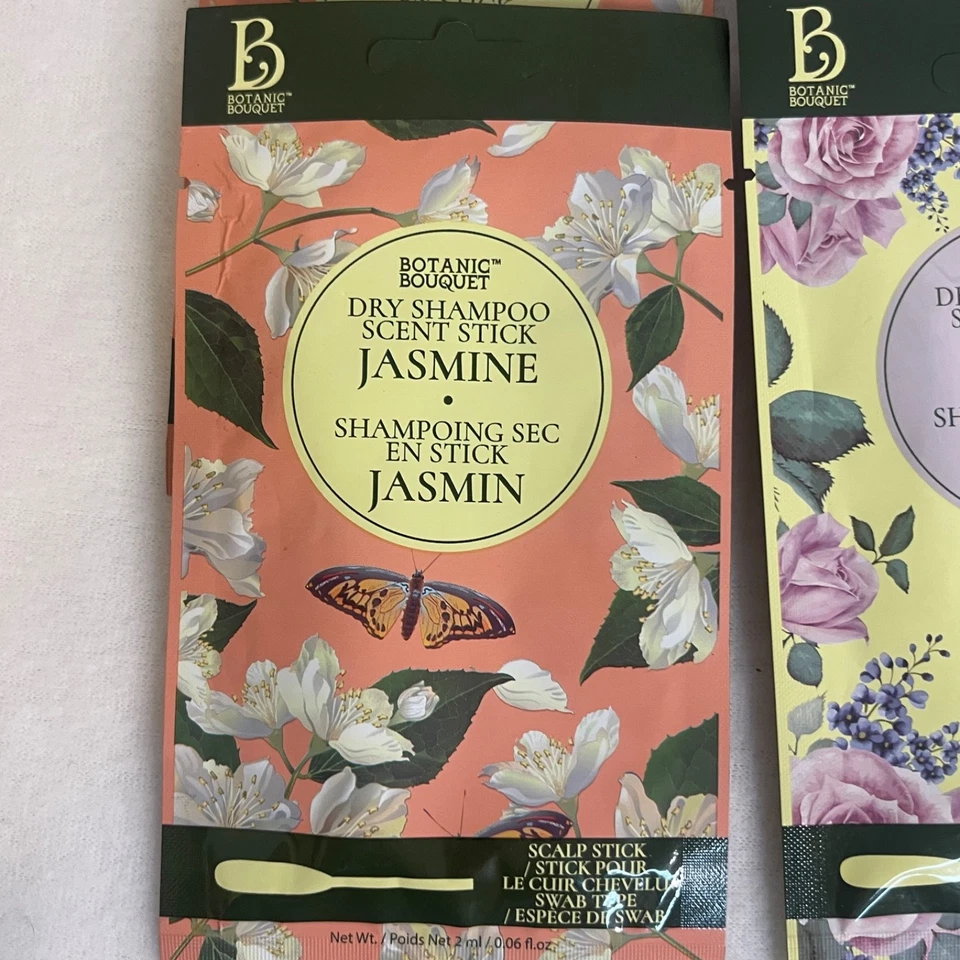 B
BOTANIC™
BOUQUET
BOTANIC™
BOUQUET
DRY SHAMPOO
SCENT STICK
JASMINE
•
SHAMPOING SEC
EN STICK
JASMIN
SCALP STICK
/ STICK POUR
LE CUIR CHEVELU
SWAB TYPE
/ ESPÈCE DE SWAB
Net Wt. / Poids Net 2 ml / 0.06 fl.oz.
B
BOTANIC™
BOUQUET
SH